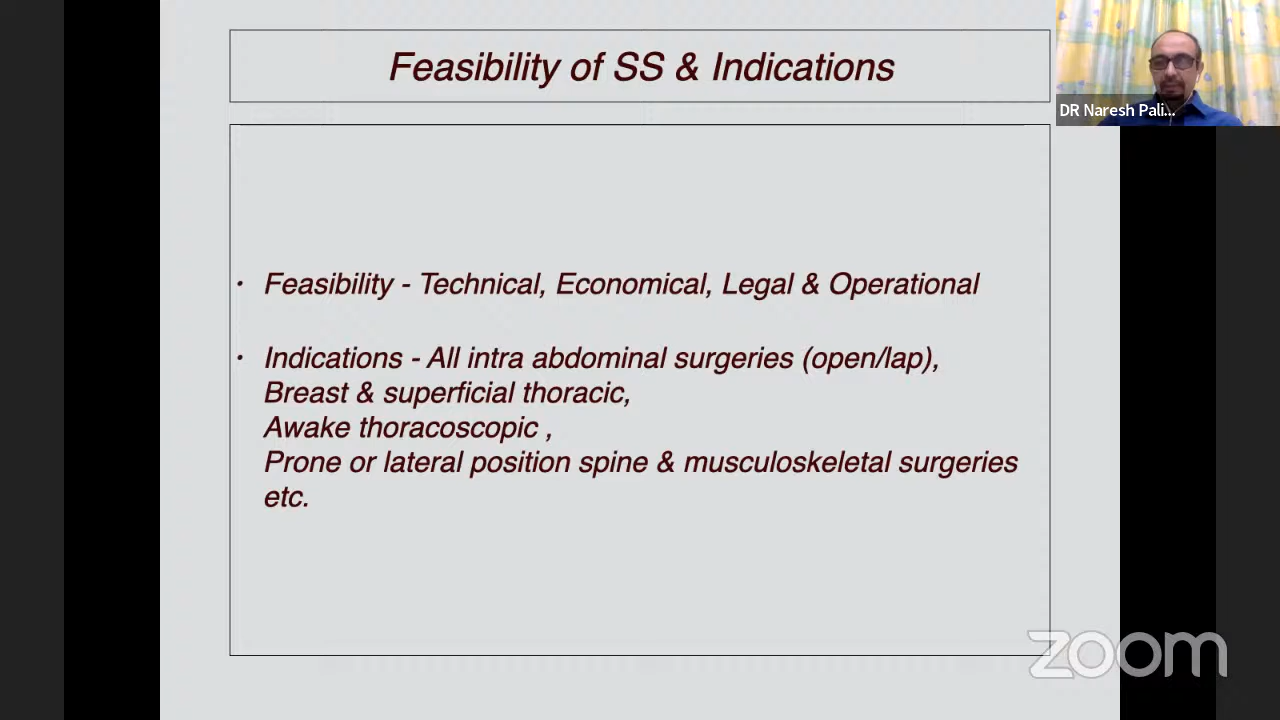 Feasibility of SS & Indications
DR Naresh Pali...
• Feasibility - Technical, Economical, Legal & Operational
• Indications - All intra abdominal surgeries (open/lap),
Breast & superficial thoracic,
Awake thoracoscopic ,
Prone or lateral position spine & musculoskeletal surgeries
etc.
zoom